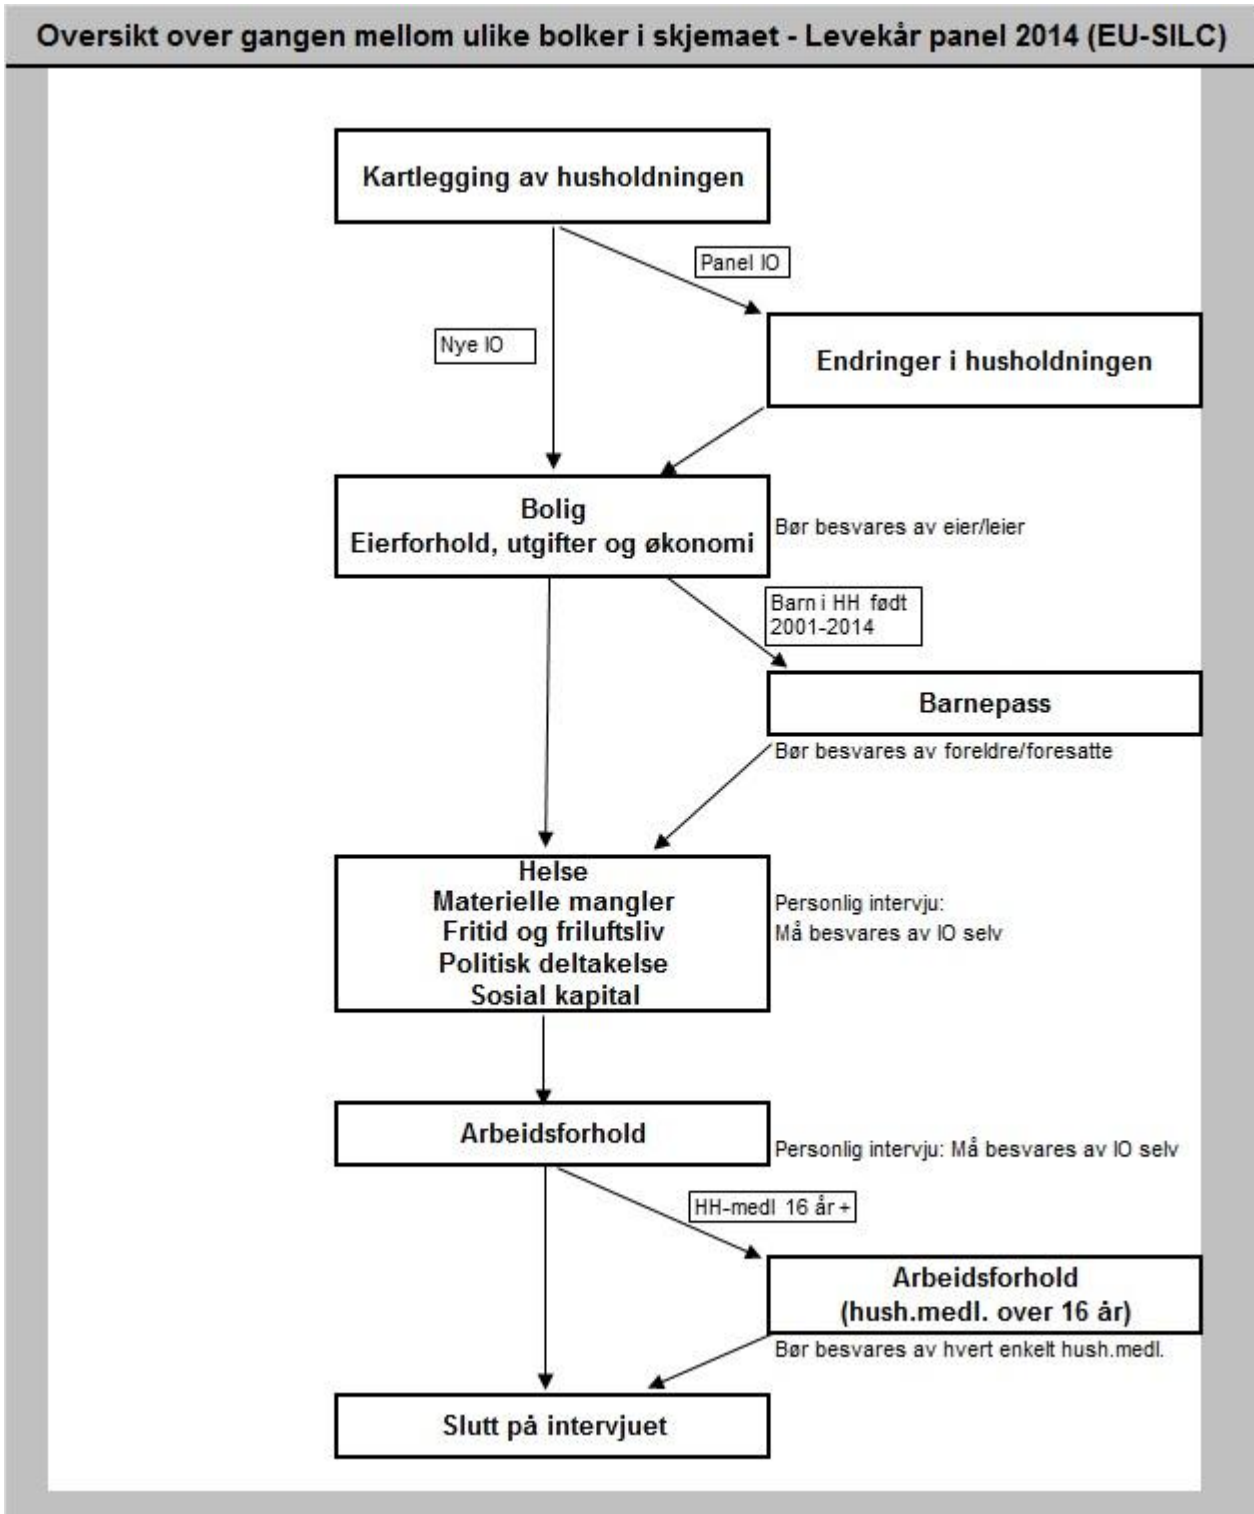 Oversikt over gangen mellom ulike bolker i skjemaet - Levekår panel 2014 (EU-SILC)
Kartlegging av husholdningen
Panel IO
Nye IO
Endringer i husholdningen
Bolig
Eierforhold, utgifter og økonomi
Bør besvares av eier/leier
Barn i HH født
2001-2014
Barnepass
Bør besvares av foreldre/foresatte
Helse
Materielle mangler
Fritid og friluftsliv
Politisk deltakelse
Sosial kapital
Personlig intervju:
Må besvares av IO selv
Arbeidsforhold
Personlig intervju: Må besvares av IO selv
HH-medl 16 år +
Arbeidsforhold
(hush.medl. over 16 år)
Bør besvares av hvert enkelt hush.medl.
Slutt på intervjuet